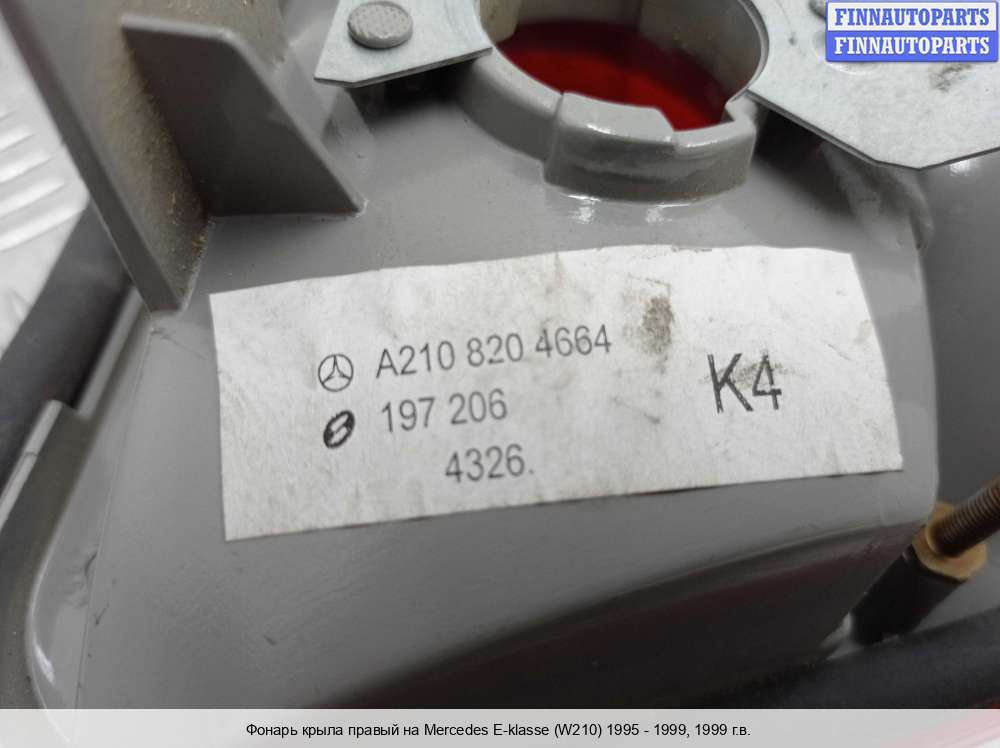 FINNAUTOPARTS
FINNAUTOPARTS
A210 820 4664
197 206
4326.
K4
Фонарь крыла правый на Mercedes E-klasse (W210) 1995 - 1999, 1999 г.в.